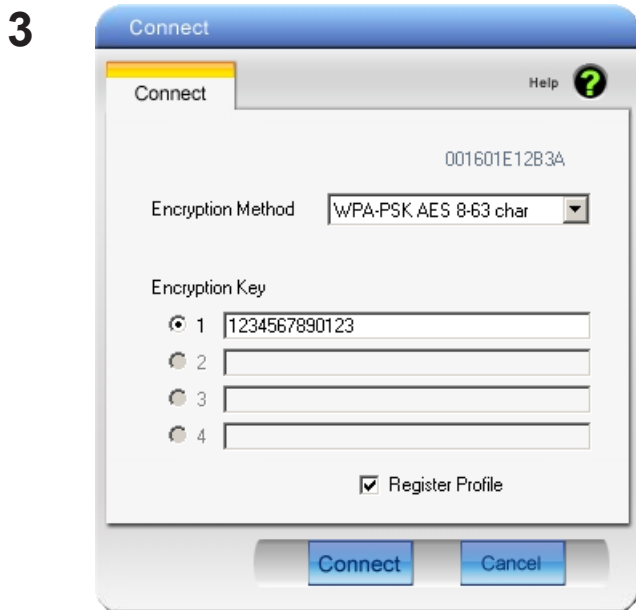 3
Connect
Connect
Help ?
001601E12B3A
Encryption Method WPA-PSK AES 8-63 char
Encryption Key
1 1234567890123
2
3
4
Register Profile
Connect Cancel